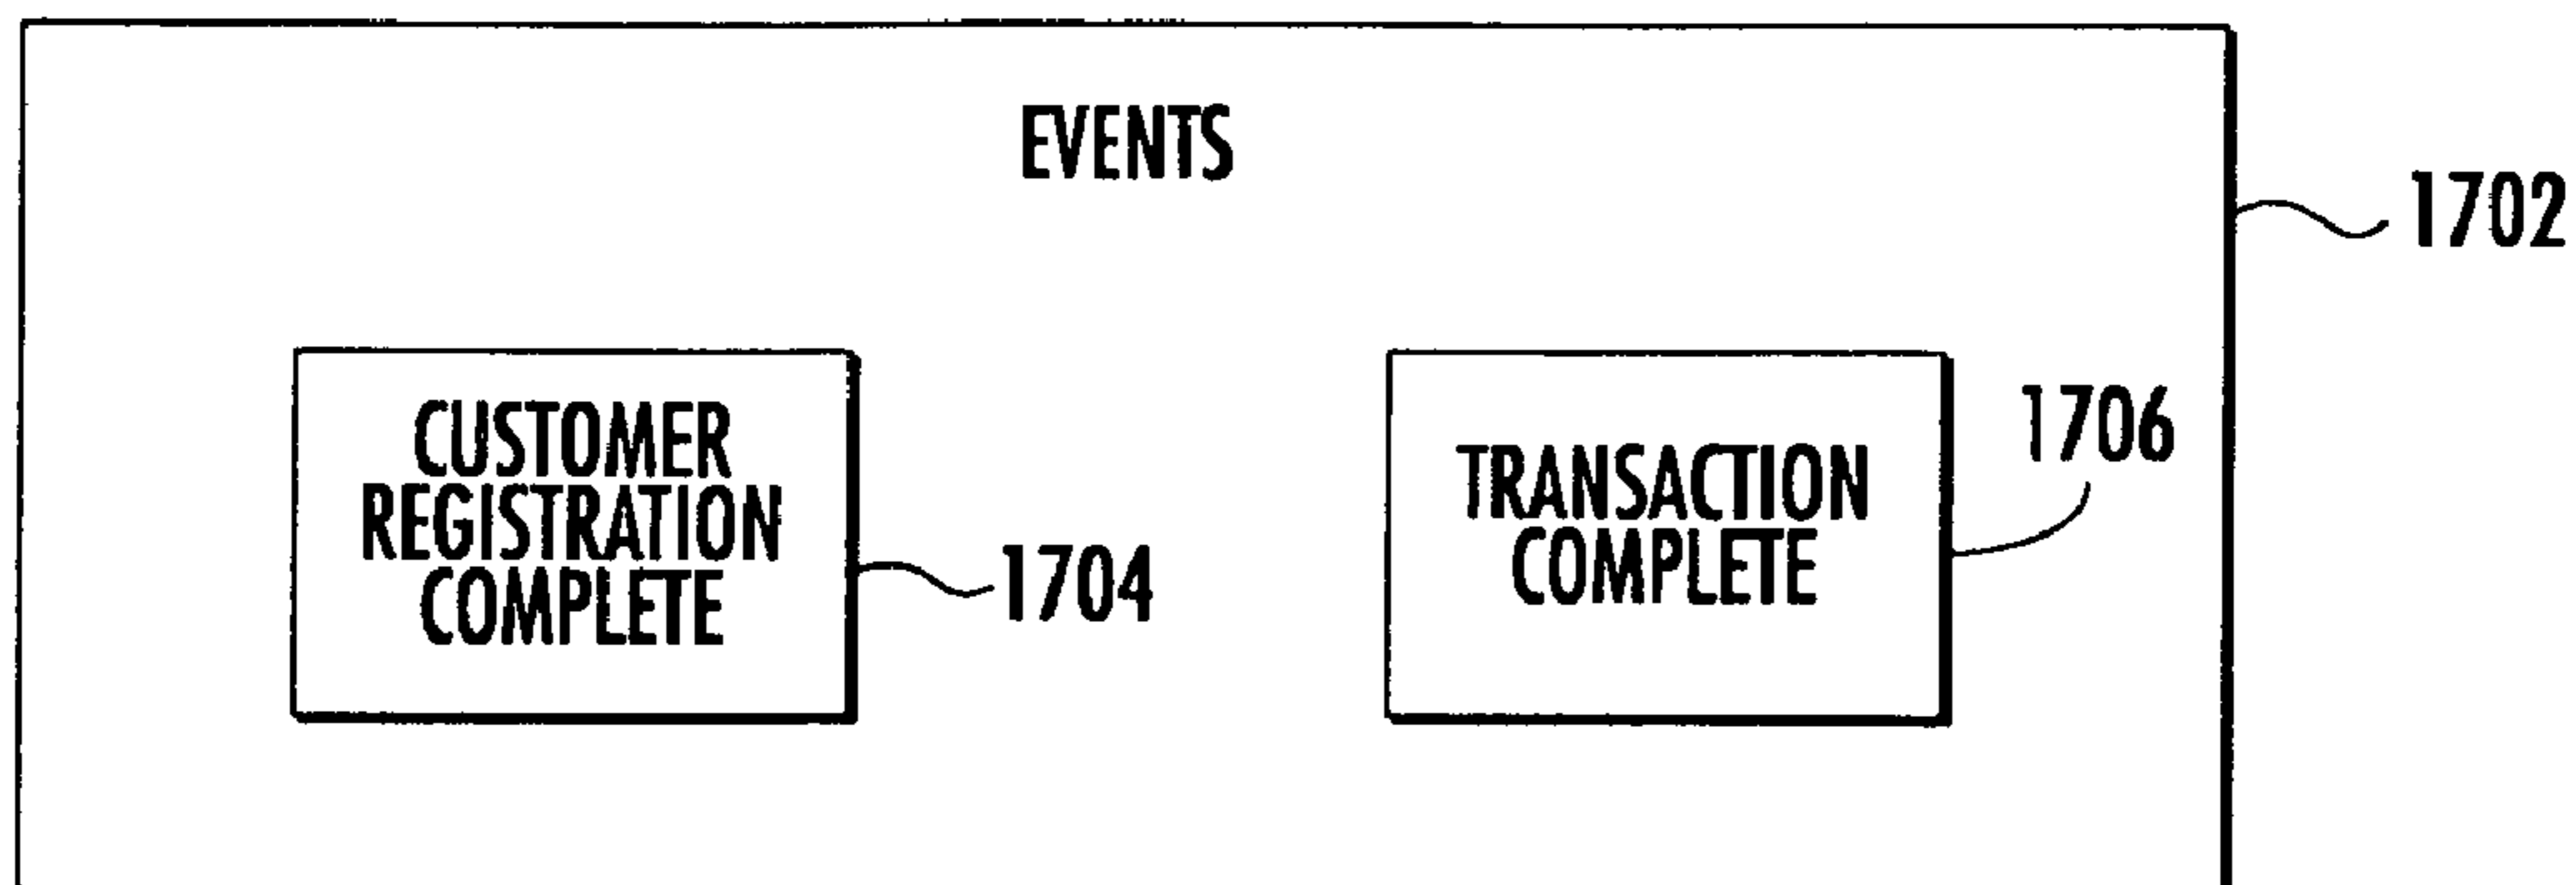 EVENTS
1702
CUSTOMER
REGISTRATION
COMPLETE
1704
TRANSACTION
COMPLETE
1706